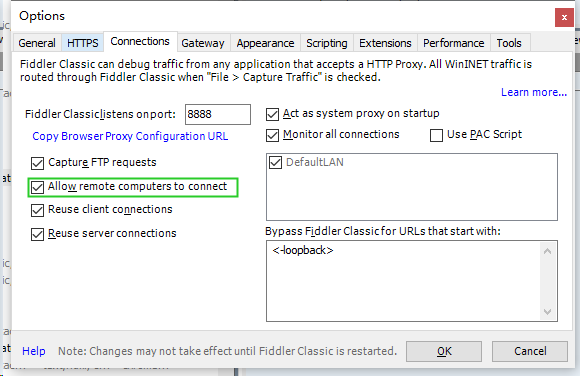 Options
General HTTPS Connections Gateway Appearance Scripting Extensions Performance Tools
Fiddler Classic can debug traffic from any application that accepts a HTTP Proxy. All WinINET traffic is
routed through Fiddler Classic when "File > Capture Traffic" is checked.
Learn more...
Fiddler Classic listens on port: 8888
Copy Browser Proxy Configuration URL
Capture FTP requests
Allow remote computers to connect
Reuse client connections
Reuse server connections
Act as system proxy on startup
Monitor all connections Use PAC Script
DefaultLAN
Bypass Fiddler Classic for URLs that start with:
<-loopback>
Help Note: Changes may not take effect until Fiddler Classic is restarted. OK Cancel